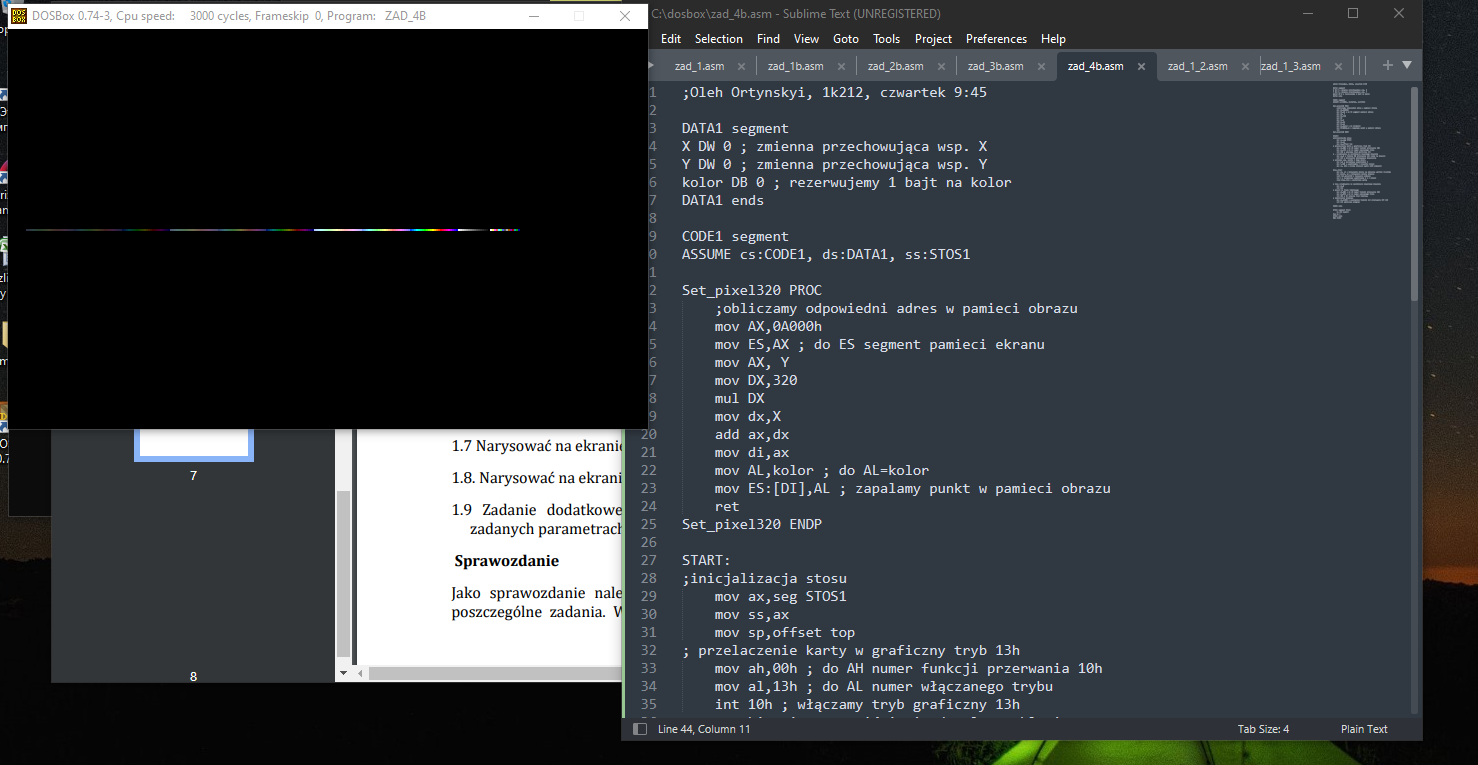 DOSBox 0.74-3, Cpu speed: 3000 cycles, Frameskip 0, Program: ZAD_4B
C:\dosbox\zad_4b.asm - Sublime Text (UNREGISTERED)
Edit Selection Find View Goto Tools Project Preferences Help
zad_1.asm zad_1b.asm zad_2b.asm zad_3b.asm zad_4b.asm zad_1_2.asm zad_1_3.asm
1 ;Oleh Ortynskyi, 1k212, czwartek 9:45
2
3 DATA1 segment
4 X DW 0 ; zmienna przechowująca wsp. X
5 Y DW 0 ; zmienna przechowująca wsp. Y
6 kolor DB 0 ; rezerwujemy 1 bajt na kolor
7 DATA1 ends
8
9 CODE1 segment
0 ASSUME cs:CODE1, ds:DATA1, ss:STOS1
1
2 Set_pixel320 PROC
3 ;obliczamy odpowiedni adres w pamieci obrazu
4 mov AX,0A000h
5 mov ES,AX ; do ES segment pamieci ekranu
6 mov AX, Y
7 mov DX,320
8 mul DX
9 mov dx,X
20 add ax,dx
21 mov di,ax
22 mov AL,kolor ; do AL=kolor
23 mov ES:[DI],AL ; zapalamy punkt w pamieci obrazu
24 ret
25 Set_pixel320 ENDP
26
27 START:
28 ;inicjalizacja stosu
29 mov ax,seg STOS1
30 mov ss,ax
31 mov sp,offset top
32 ; przelaczenie karty w graficzny tryb 13h
33 mov ah,00h ; do AH numer funkcji przerwania 10h
34 mov al,13h ; do AL numer włączanego trybu
35 int 10h ; włączamy tryb graficzny 13h
Line 44, Column 11 Tab Size: 4 Plain Text
7
8
1.7 Narysować na ekranie
1.8. Narysować na ekrani
1.9 Zadanie dodatkowe
zadanych parametrach
Sprawozdanie
Jako sprawozdanie nale
poszczególne zadania. W